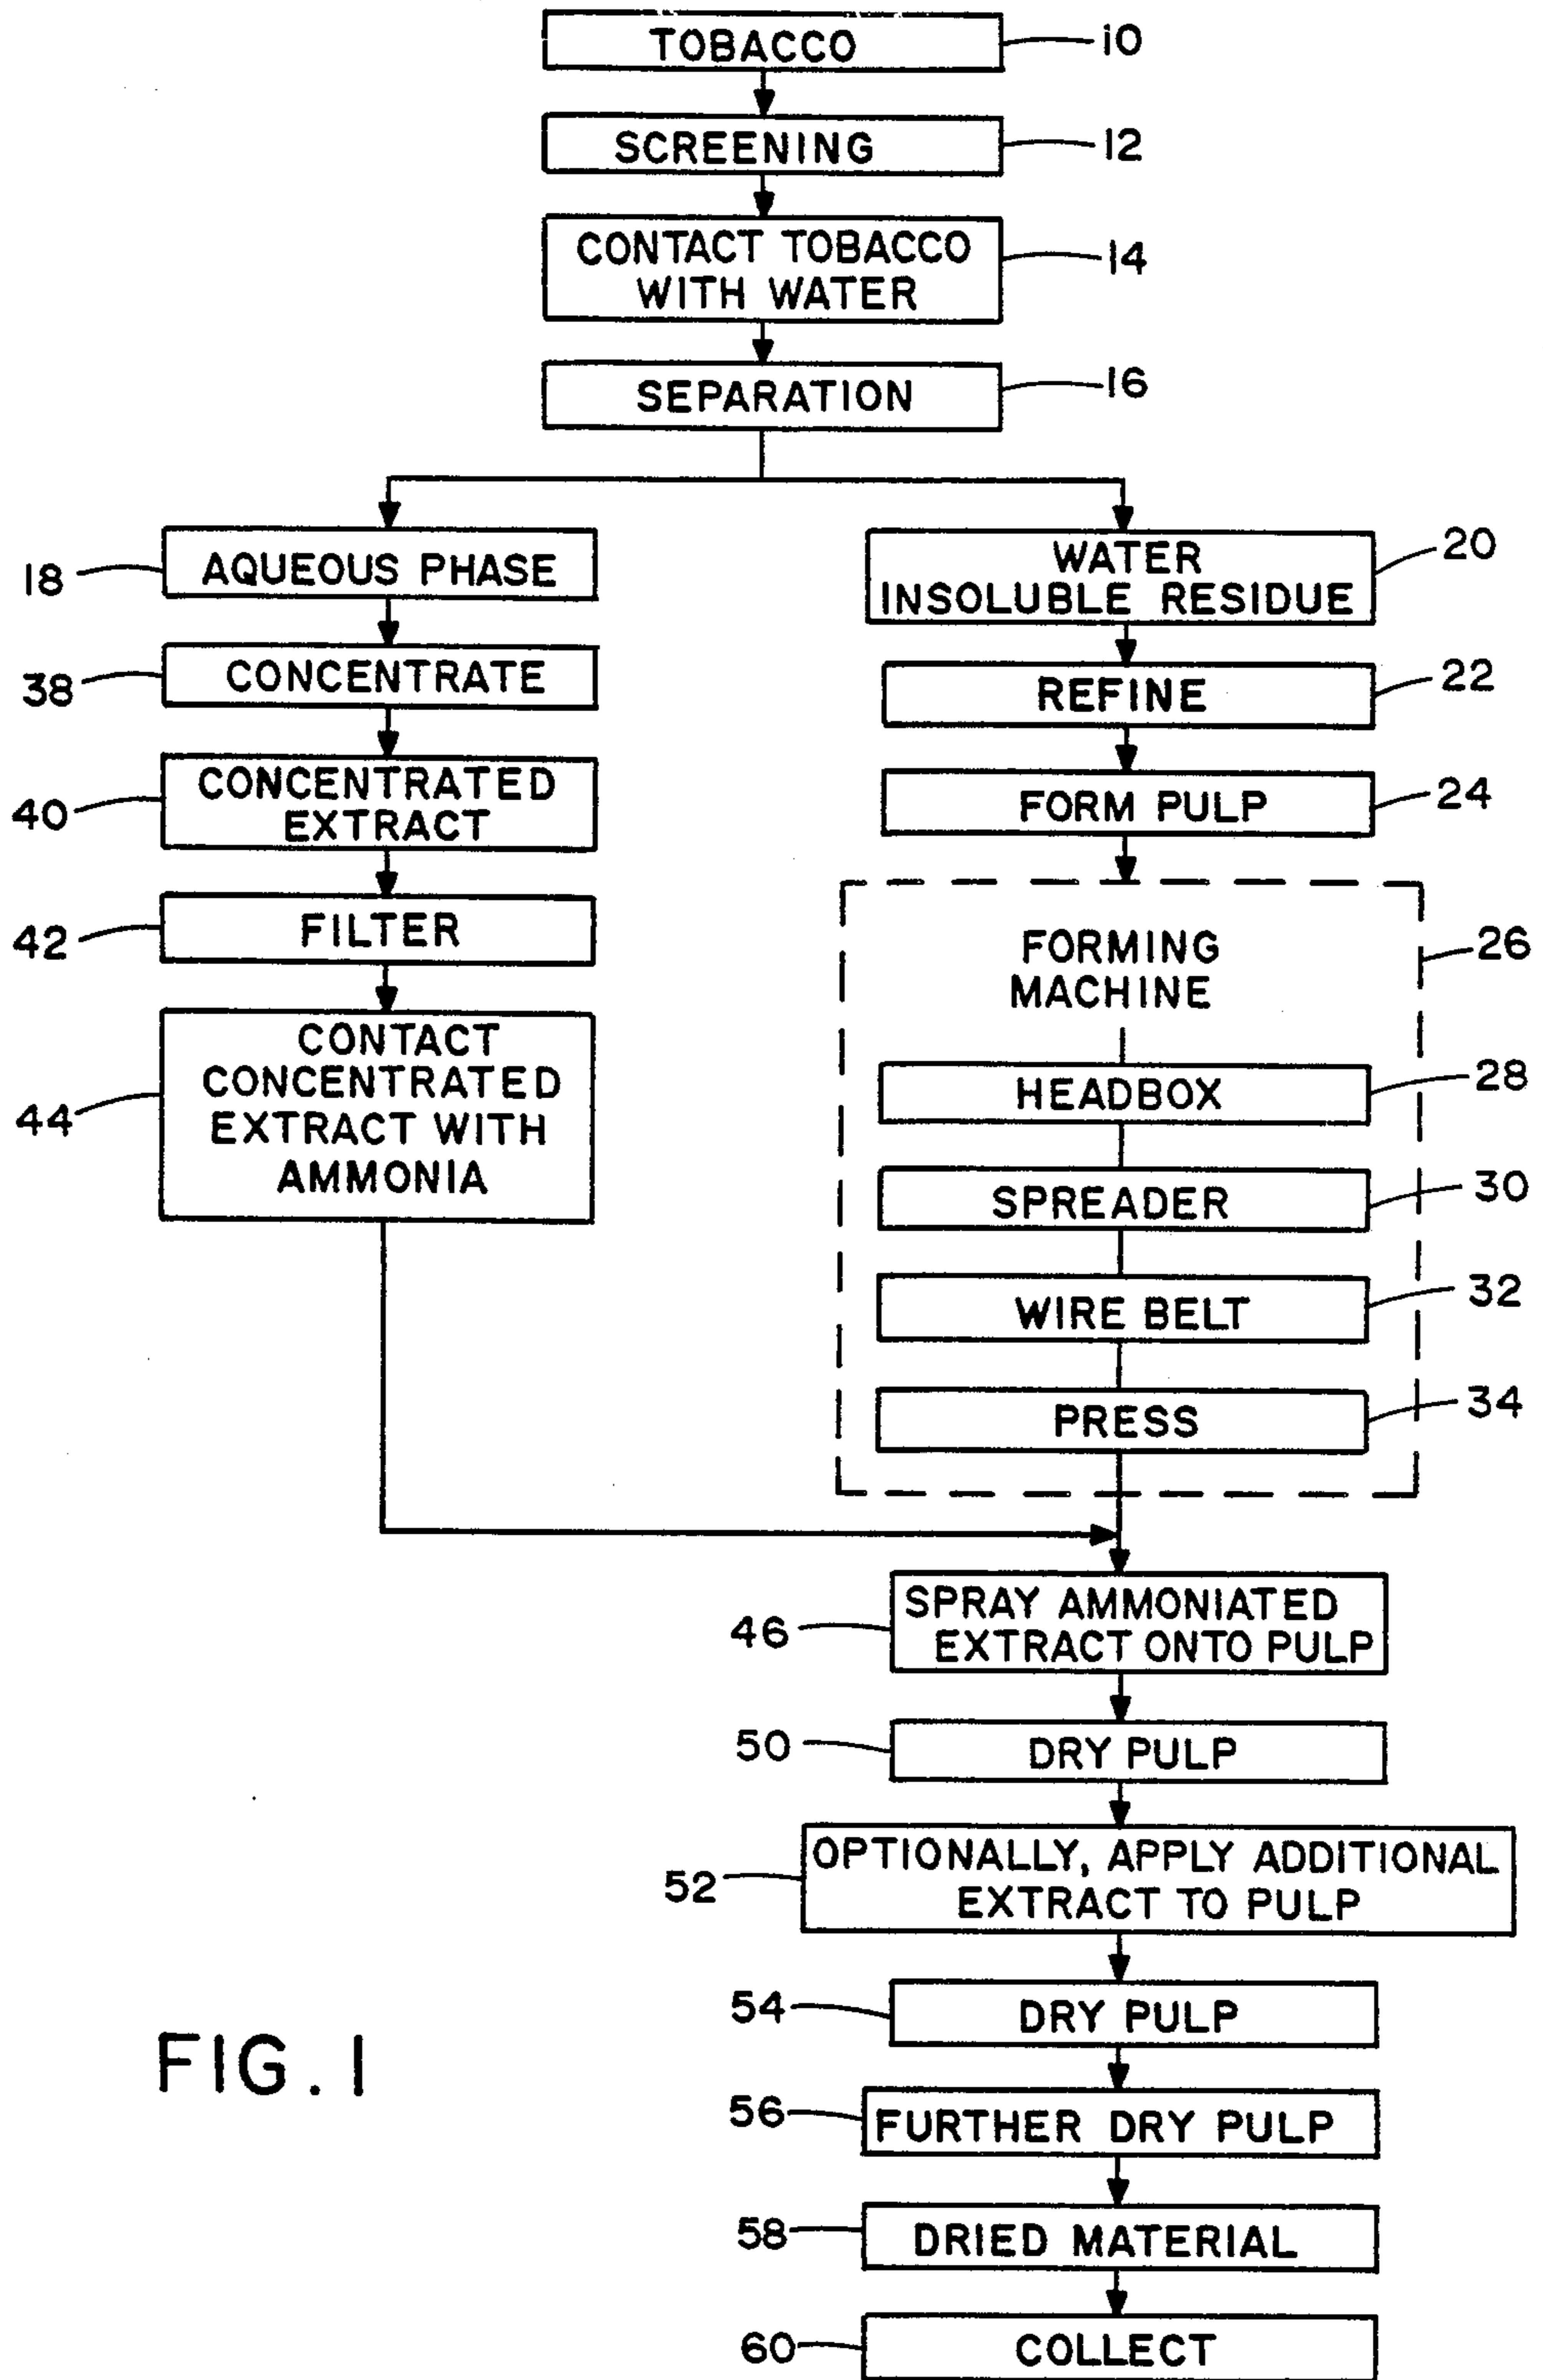 TOBACCO
10
SCREENING
12
CONTACT TOBACCO
WITH WATER
14
SEPARATION
16
AQUEOUS PHASE
18
CONCENTRATE
38
CONCENTRATED
EXTRACT
40
FILTER
42
CONTACT
CONCENTRATED
EXTRACT WITH
AMMONIA
44
WATER
INSOLUBLE RESIDUE
20
REFINE
22
FORM PULP
24
FORMING
MACHINE
26
HEADBOX
28
SPREADER
30
WIRE BELT
32
PRESS
34
SPRAY AMMONIATED
EXTRACT ONTO PULP
46
DRY PULP
50
OPTIONALLY, APPLY ADDITIONAL
EXTRACT TO PULP
52
DRY PULP
54
FURTHER DRY PULP
56
DRIED MATERIAL
58
COLLECT
60
FIG. 1